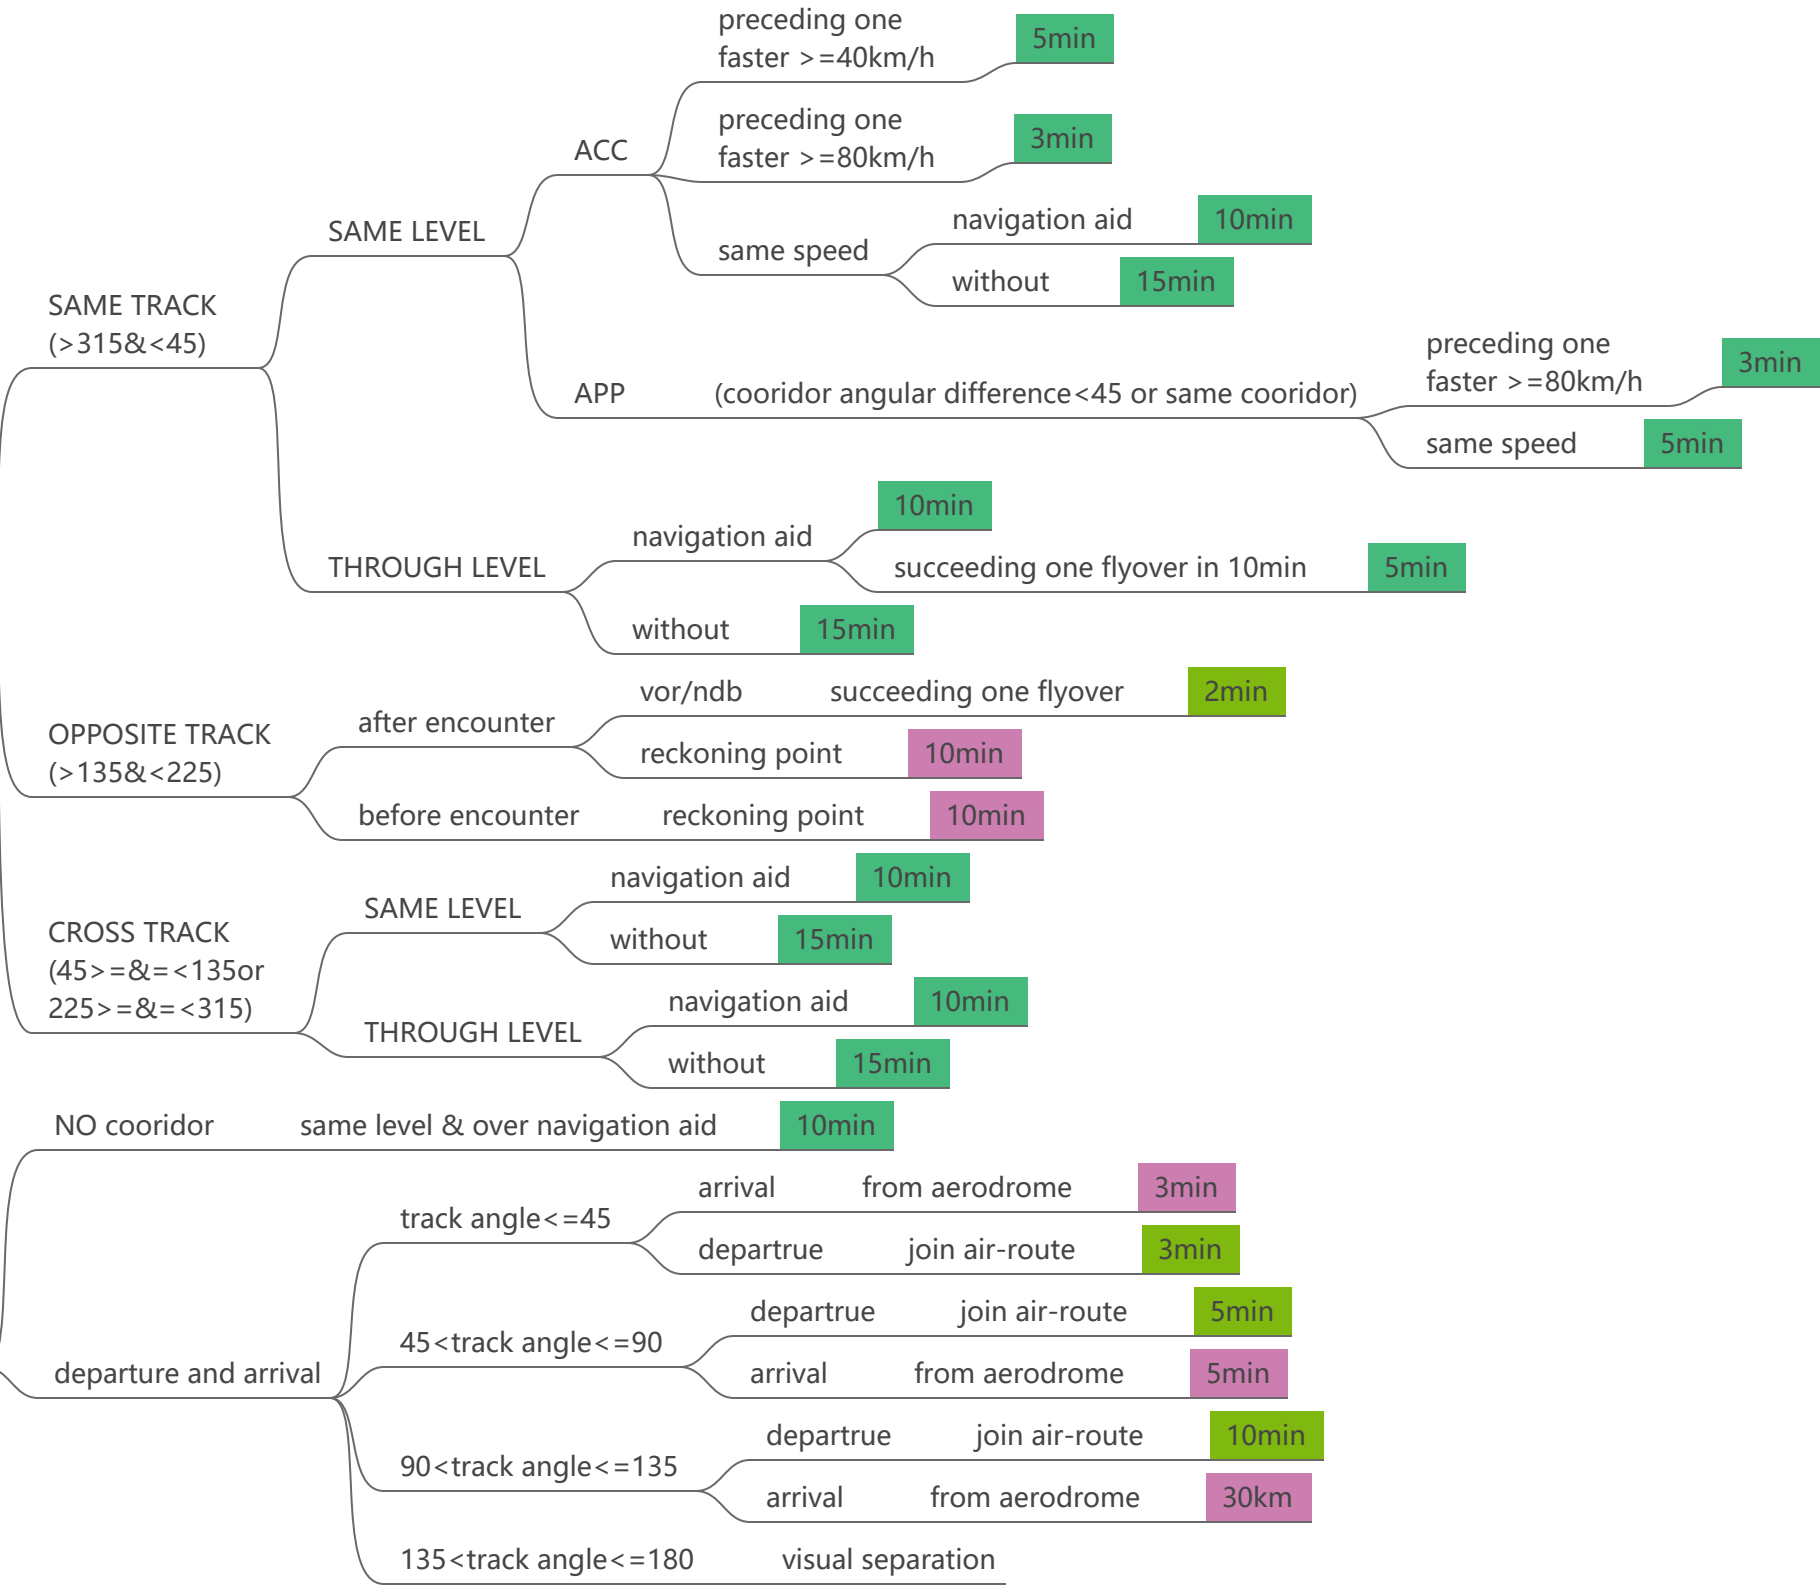 preceding one
faster >=40km/h
5min
preceding one
faster >=80km/h
3min
ACC
navigation aid
10min
SAME LEVEL
same speed
without
15min
SAME TRACK
(>315&<45)
preceding one
faster >=80km/h
3min
APP
(cooridor angular difference<45 or same cooridor)
same speed
5min
10min
navigation aid
THROUGH LEVEL
succeeding one flyover in 10min
5min
without
15min
vor/ndb
succeeding one flyover
2min
after encounter
OPPOSITE TRACK
(>135&<225)
reckoning point
10min
before encounter
reckoning point
10min
navigation aid
10min
SAME LEVEL
without
15min
CROSS TRACK
(45>=&=<135or
225>=&=<315)
navigation aid
10min
THROUGH LEVEL
without
15min
NO cooridor
same level & over navigation aid
10min
arrival
from aerodrome
3min
track angle<=45
departrue
join air-route
3min
departrue
join air-route
5min
45<track angle<=90
departure and arrival
arrival
from aerodrome
5min
departrue
join air-route
10min
90<track angle<=135
arrival
from aerodrome
30km
135<track angle<=180
visual separation